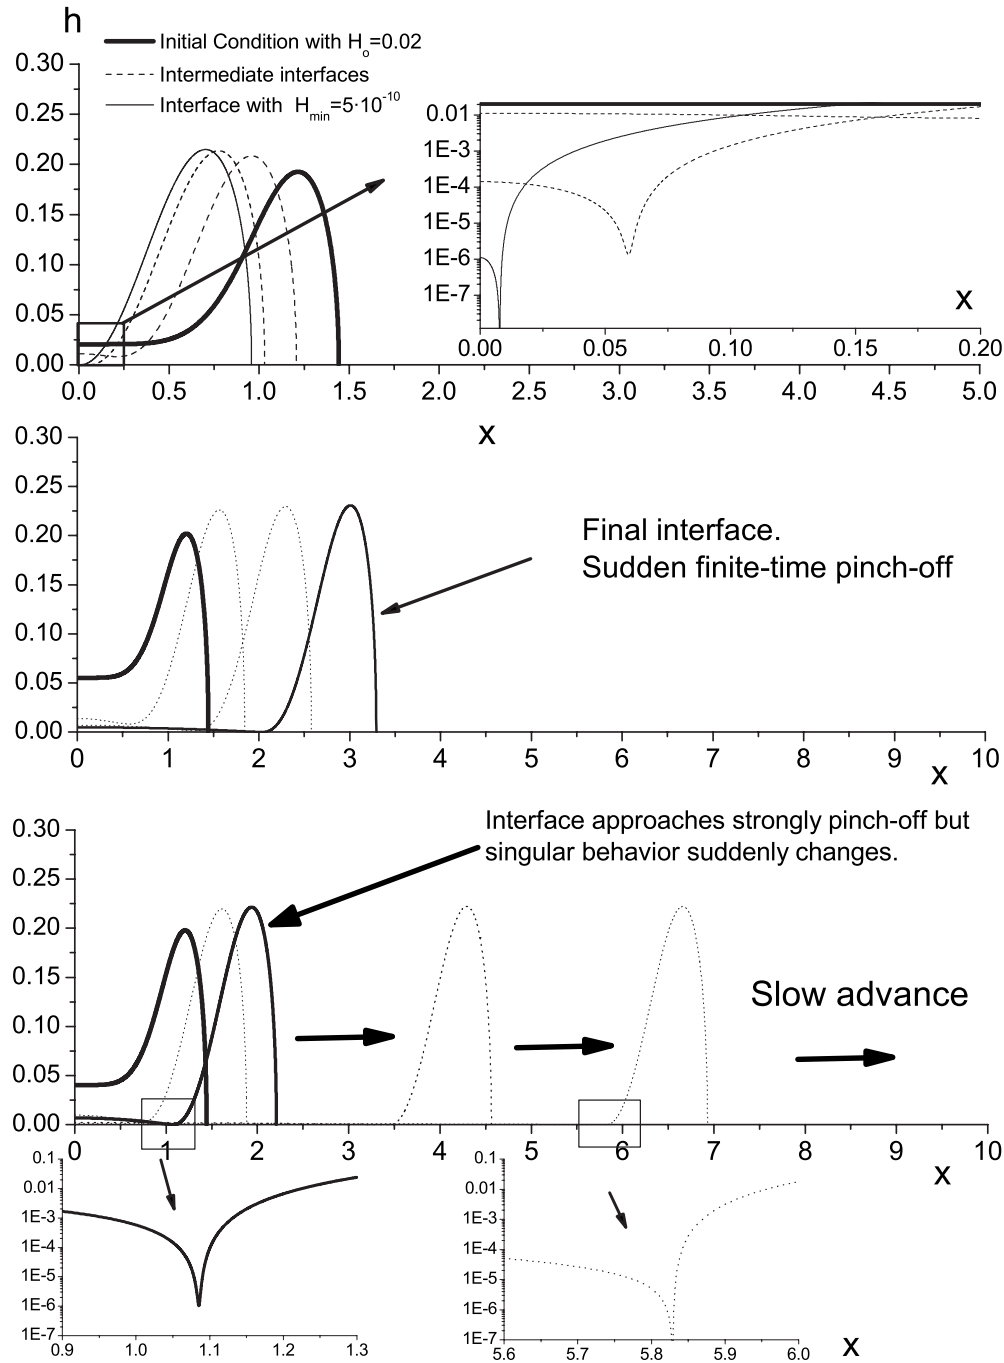 h
Initial Condition with Hₒ=0.02
Intermediate interfaces
Interface with Hmin=5·10⁻¹⁰
0.30
0.25
0.20
0.15
0.10
0.05
0.00
0.0 0.5 1.0 1.5 2.0 2.5 3.0 3.5 4.0 4.5 5.0
x
0.01
1E-3
1E-4
1E-5
1E-6
1E-7
x
0.00 0.05 0.10 0.15 0.20
0.30
0.25
0.20
0.15
0.10
0.05
0.00
Final interface.
Sudden finite-time pinch-off
0 1 2 3 4 5 6 7 8 9 10
x
Interface approaches strongly pinch-off but
singular behavior suddenly changes.
0.30
0.25
0.20
0.15
0.10
0.05
0.00
Slow advance
0 1 2 3 4 5 6 7 8 9 10
x
0.1
0.01
1E-3
1E-4
1E-5
1E-6
1E-7
0.9 1.0 1.1 1.2 1.3
0.1
0.01
1E-3
1E-4
1E-5
1E-6
1E-7
5.6 5.7 5.8 5.9 6.0
x